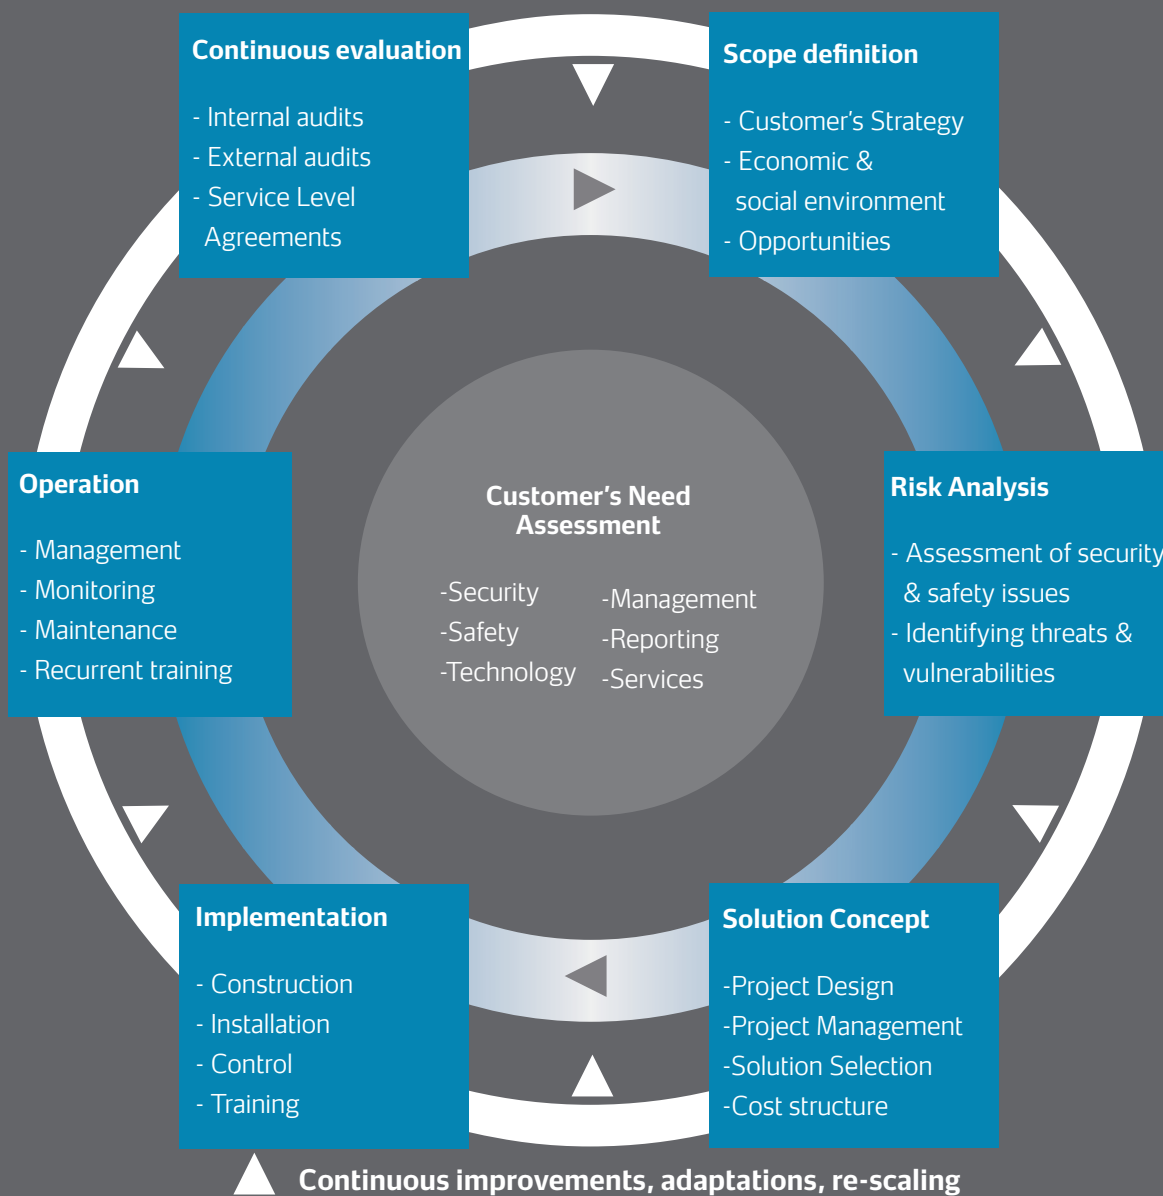 Continuous evaluation
- Internal audits
- External audits
- Service Level
Agreements
Scope definition
- Customer's Strategy
- Economic &
social environment
- Opportunities
Operation
- Management
- Monitoring
- Maintenance
- Recurrent training
Customer's Need
Assessment
-Security
-Safety
-Technology
-Management
-Reporting
-Services
Risk Analysis
- Assessment of security
& safety issues
- Identifying threats &
vulnerabilities
Implementation
- Construction
- Installation
- Control
- Training
Solution Concept
-Project Design
-Project Management
-Solution Selection
-Cost structure
Continuous improvements, adaptations, re-scaling